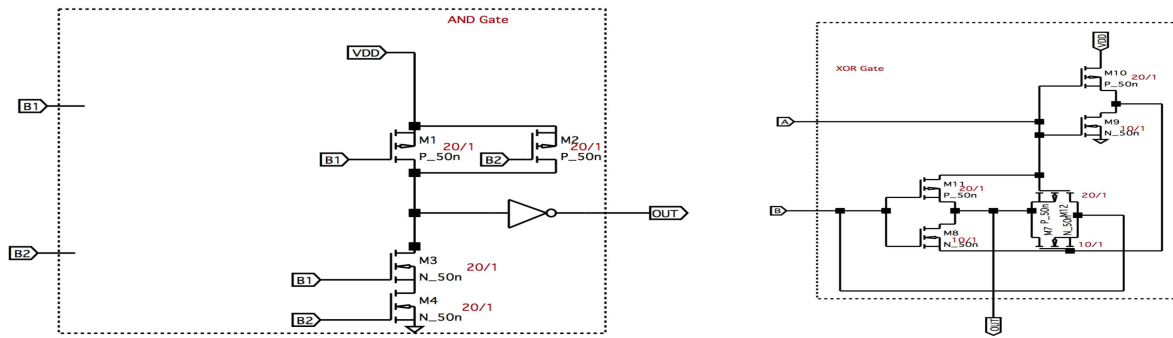 AND Gate
VDD
B1
M1
20/1
P_50n
B1
M2
20/1
P_50n
B2
OUT
B2
M3
20/1
N_50n
B1
M4
20/1
N_50n
B2
XOR Gate
VDD
M10
20/1
P_50n
A
M9
10/1
N_50n
M11
20/1
P_50n
B
M8
10/1
N_50n
20/1
P_50n
M12
M7
N_50n
10/1
OUT